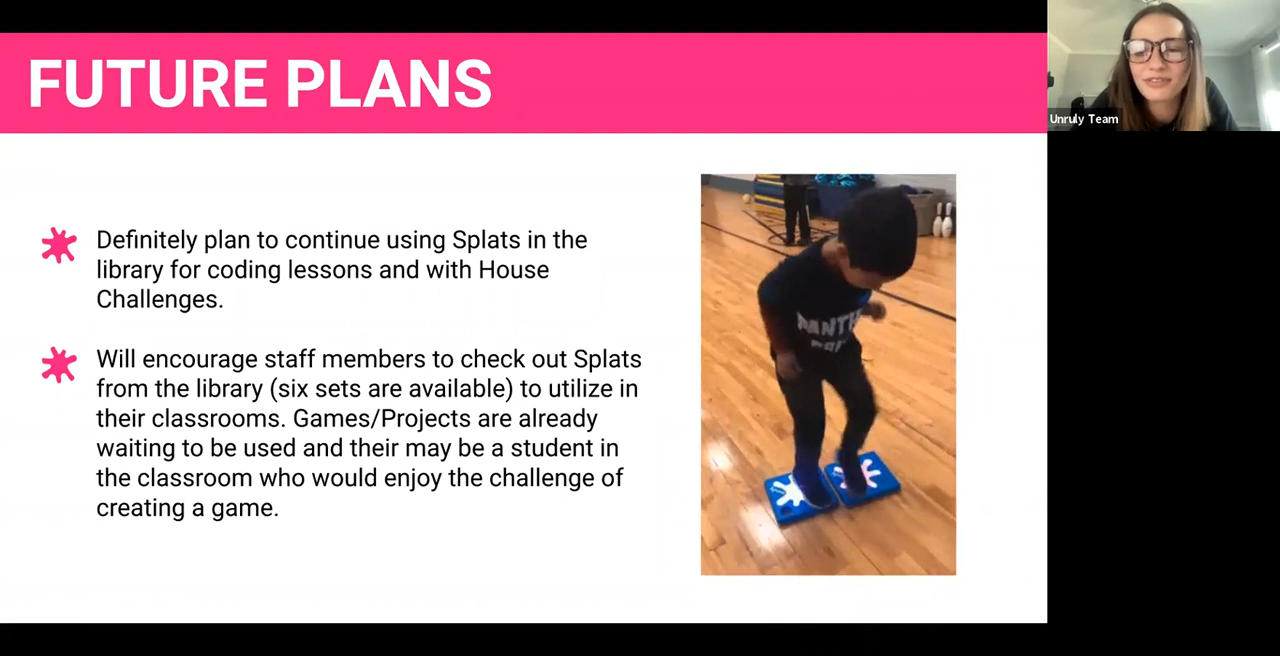 FUTURE PLANS
Unruly Team
Definitely plan to continue using Splats in the
library for coding lessons and with House
Challenges.
Will encourage staff members to check out Splats
from the library (six sets are available) to utilize in
their classrooms. Games/Projects are already
waiting to be used and their may be a student in
the classroom who would enjoy the challenge of
creating a game.